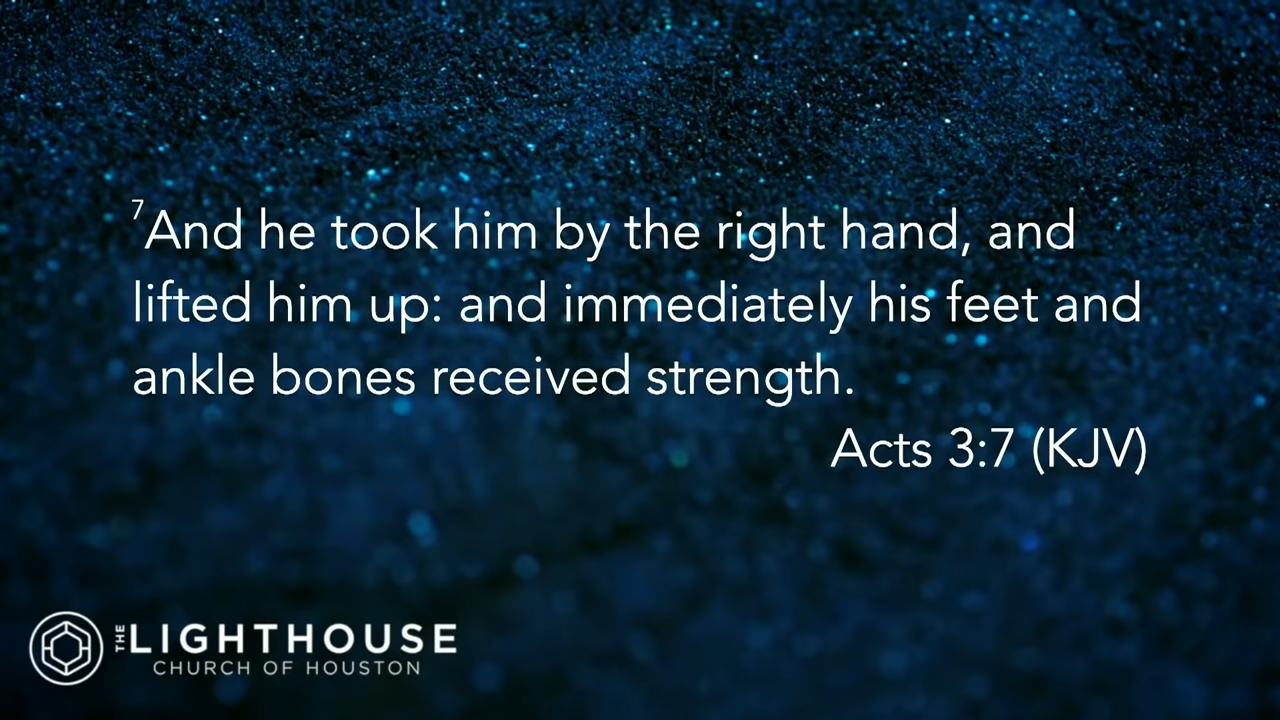 ⁷And he took him by the right hand, and
lifted him up: and immediately his feet and
ankle bones received strength.
Acts 3:7 (KJV)
THE LIGHTHOUSE
CHURCH OF HOUSTON